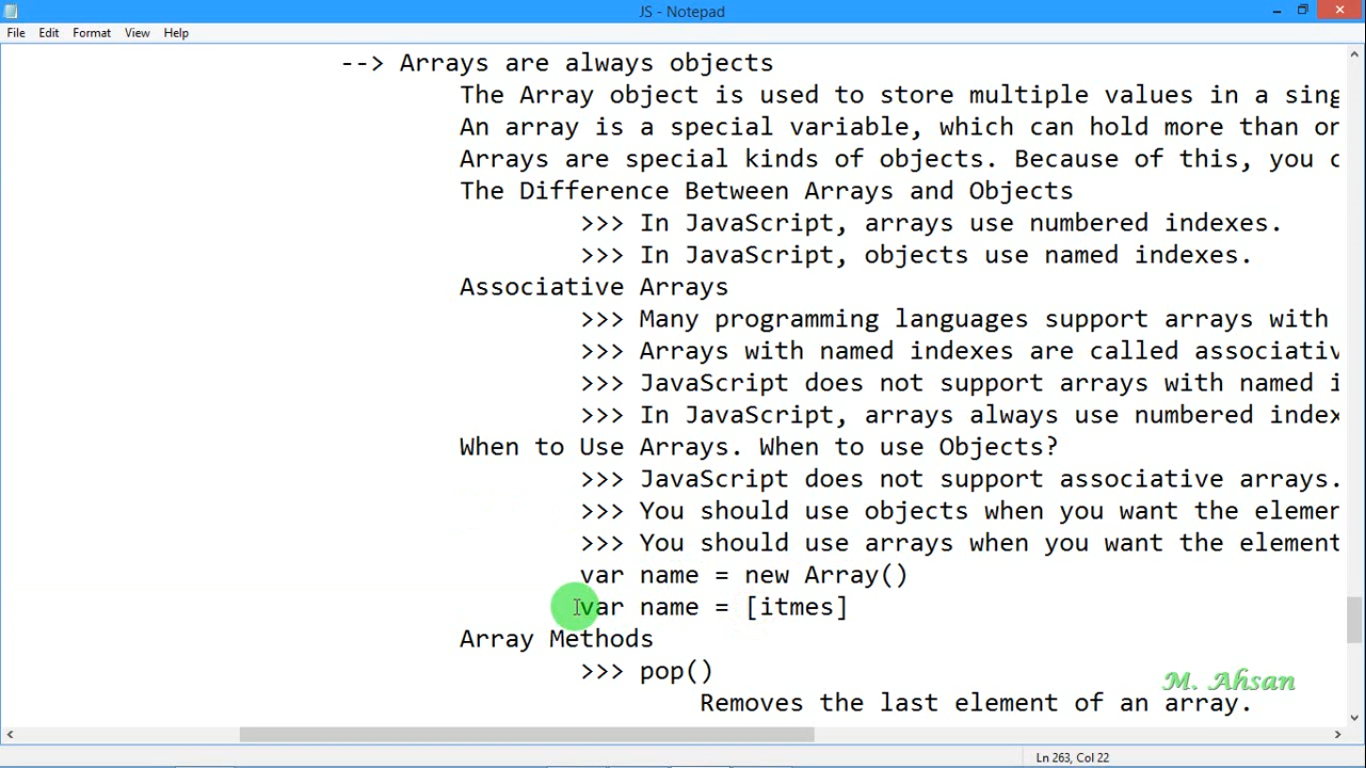 JS - Notepad
File Edit Format View Help
--> Arrays are always objects
The Array object is used to store multiple values in a sing
An array is a special variable, which can hold more than on
Arrays are special kinds of objects. Because of this, you c
The Difference Between Arrays and Objects
>>> In JavaScript, arrays use numbered indexes.
>>> In JavaScript, objects use named indexes.
Associative Arrays
>>> Many programming languages support arrays with
>>> Arrays with named indexes are called associativ
>>> JavaScript does not support arrays with named i
>>> In JavaScript, arrays always use numbered index
When to Use Arrays. When to use Objects?
>>> JavaScript does not support associative arrays.
>>> You should use objects when you want the elemen
>>> You should use arrays when you want the element
var name = new Array()
var name = [itmes]
Array Methods
>>> pop()
Removes the last element of an array.
M. Ahsan
Ln 263, Col 22